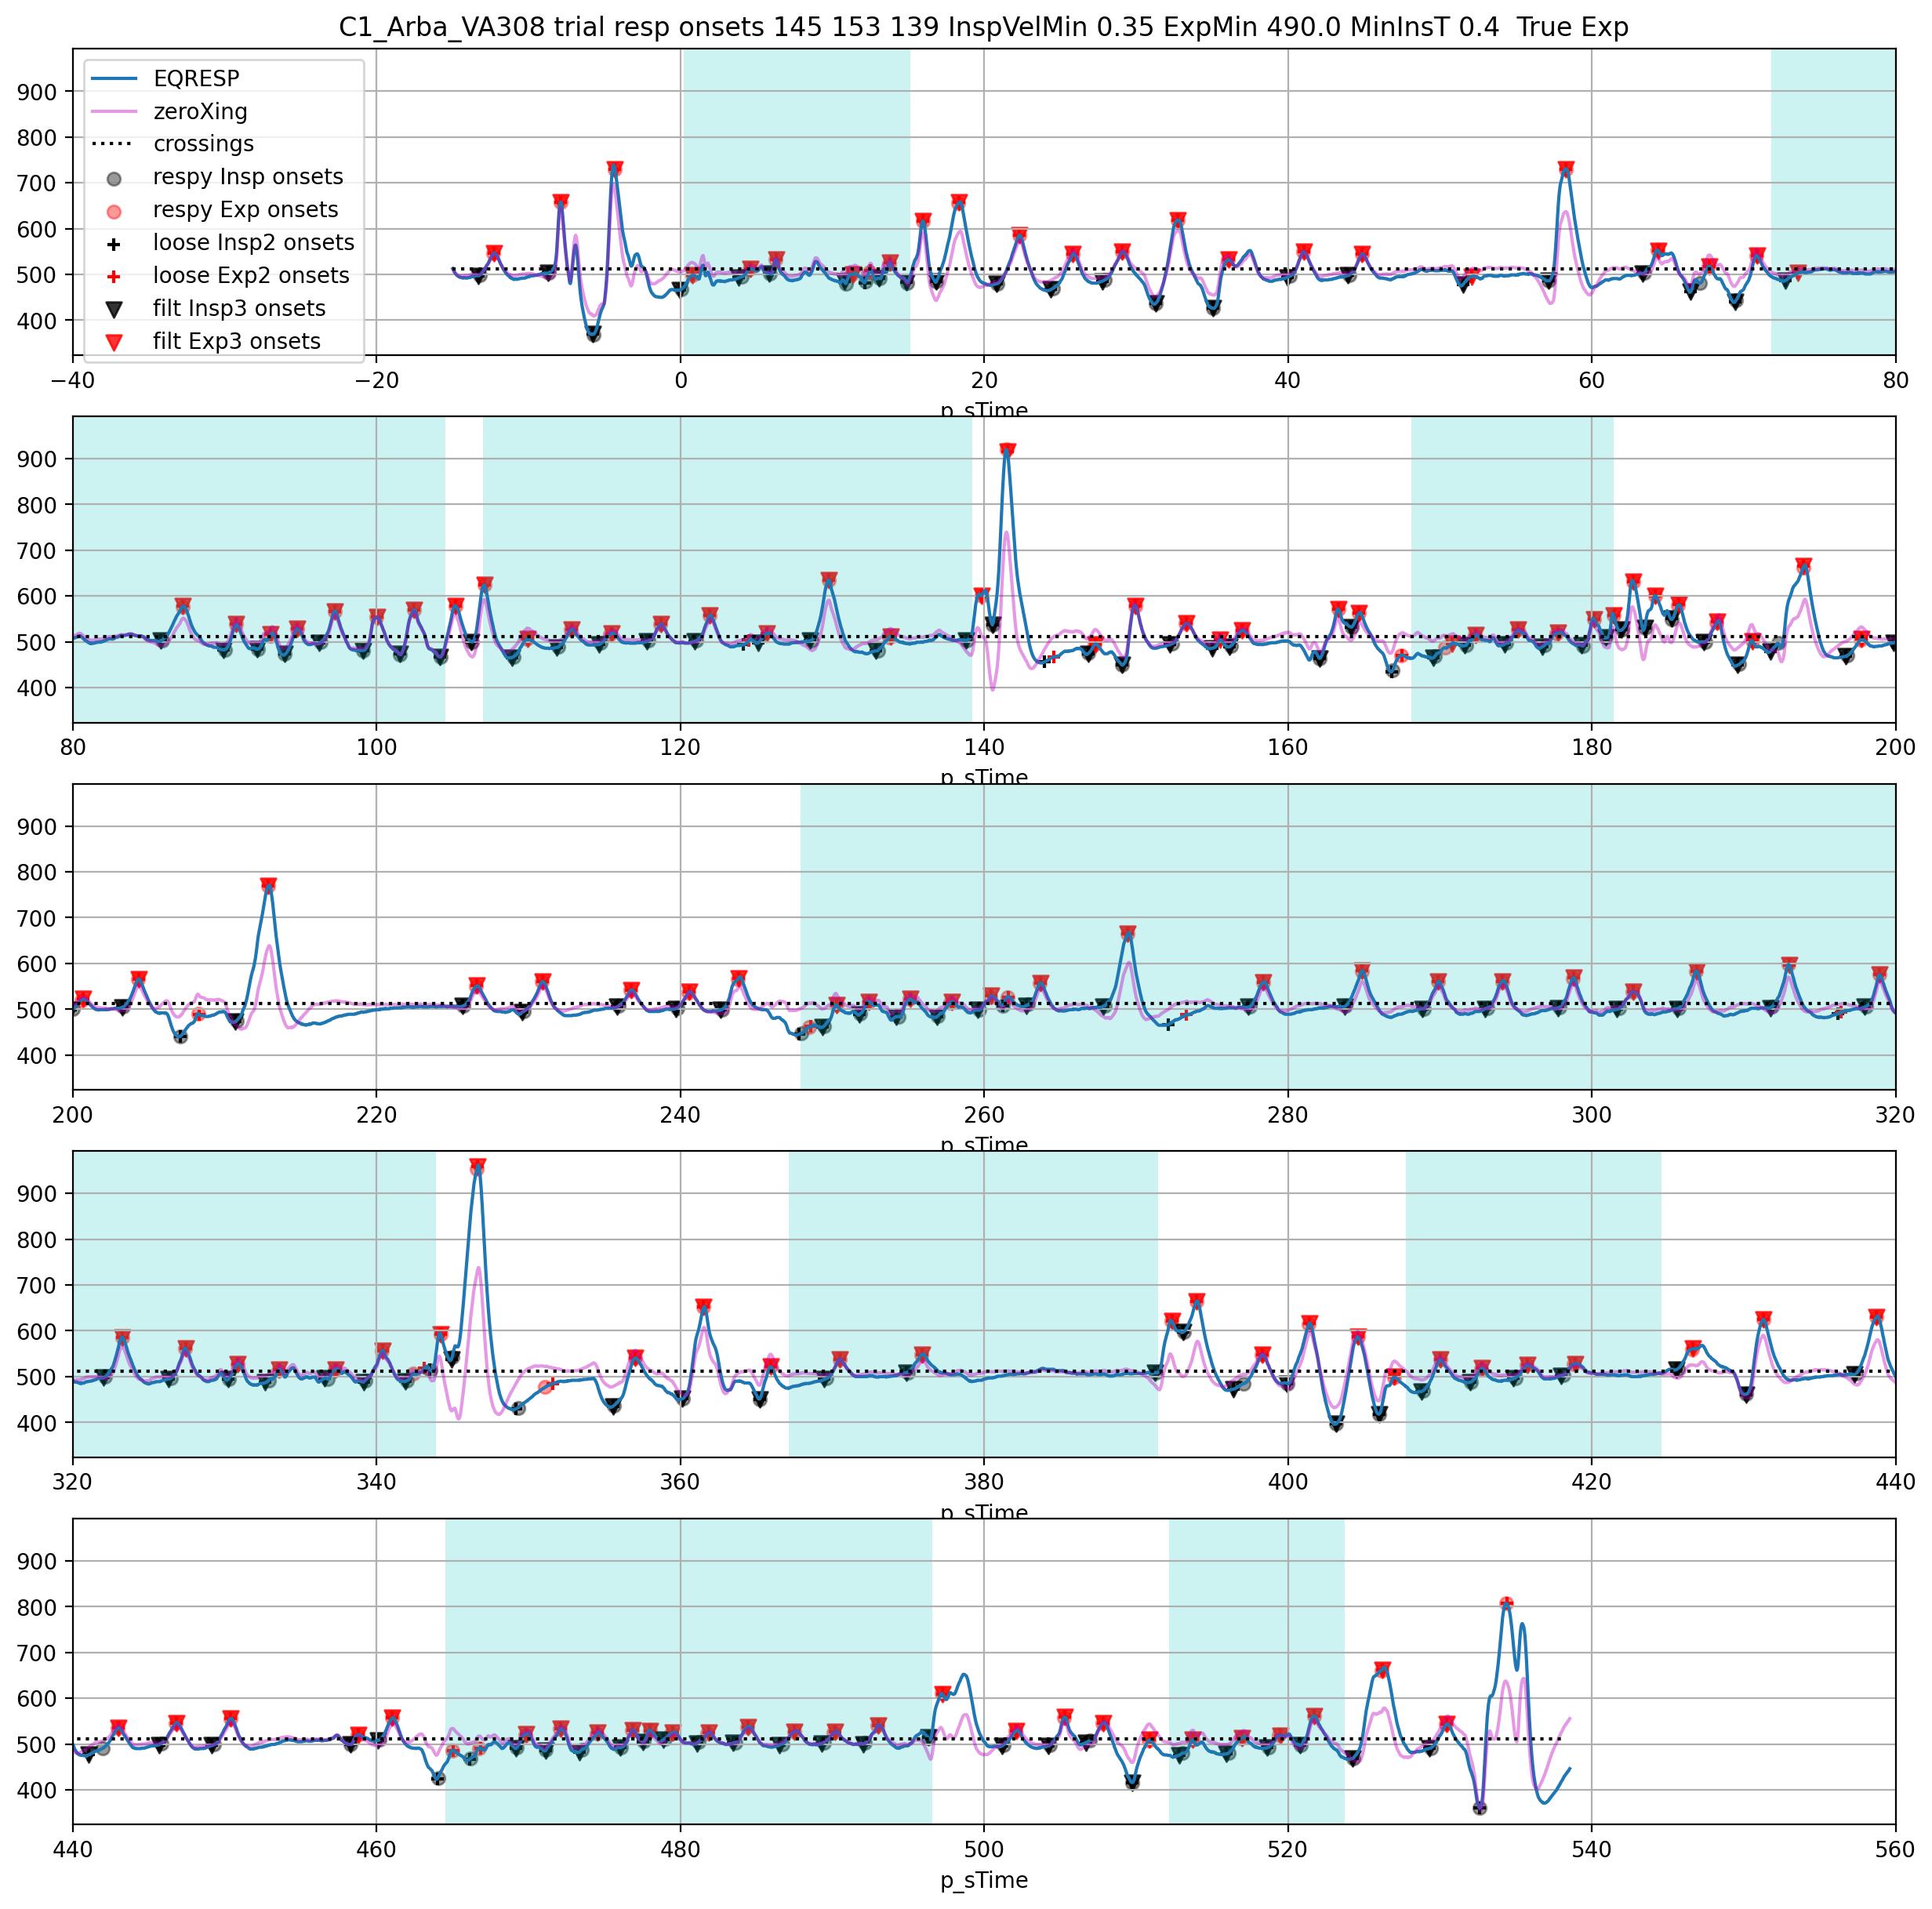 C1_Arba_VA308 trial resp onsets 145 153 139 InspVelMin 0.35 ExpMin 490.0 MinInsT 0.4  True Exp
EQRESP
zeroXing
crossings
respy Insp onsets
respy Exp onsets
loose Insp2 onsets
loose Exp2 onsets
filt Insp3 onsets
filt Exp3 onsets
900
800
700
600
500
400
−40 −20 0 20 40 60 80
p_sTime
900
800
700
600
500
400
80 100 120 140 160 180 200
p_sTime
900
800
700
600
500
400
200 220 240 260 280 300 320
p_sTime
900
800
700
600
500
400
320 340 360 380 400 420 440
p_sTime
900
800
700
600
500
400
440 460 480 500 520 540 560
p_sTime